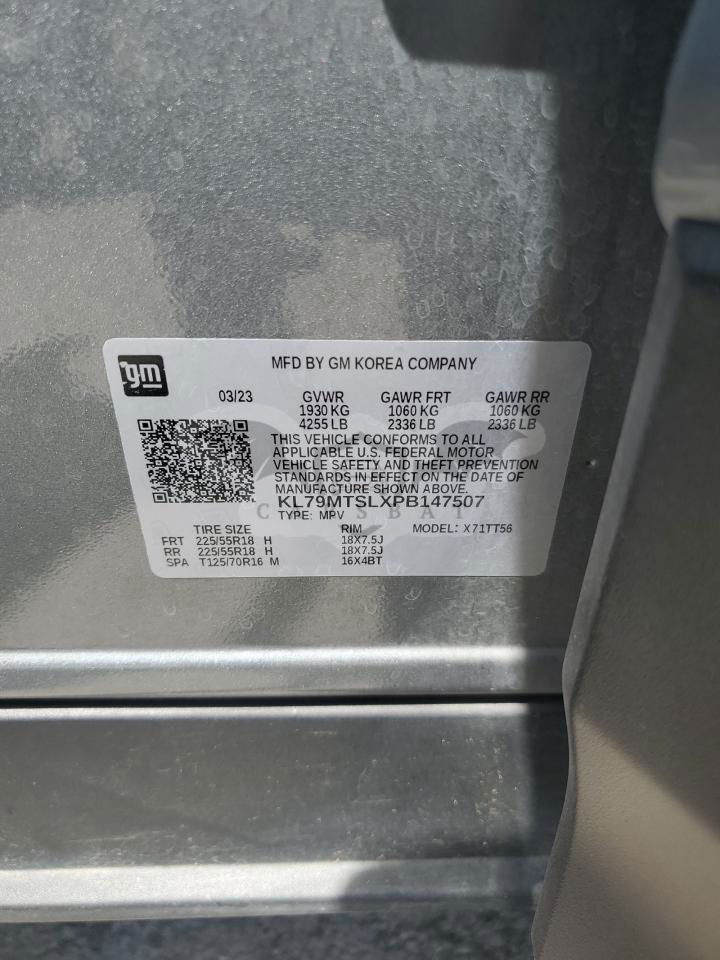 gm
MFD BY GM KOREA COMPANY
03/23 GVWR GAWR FRT GAWR RR
1930 KG 1060 KG 1060 KG
4255 LB 2336 LB 2336 LB
THIS VEHICLE CONFORMS TO ALL
APPLICABLE U.S. FEDERAL MOTOR
VEHICLE SAFETY AND THEFT PREVENTION
STANDARDS IN EFFECT ON THE DATE OF
MANUFACTURE SHOWN ABOVE.
KL79MTSLXPB147507
TYPE: MPV
TIRE SIZE RIM MODEL: X71TT56
FRT 225/55R18 H 18X7.5J
RR 225/55R18 H 18X7.5J
SPA T125/70R16 M 16X4BT